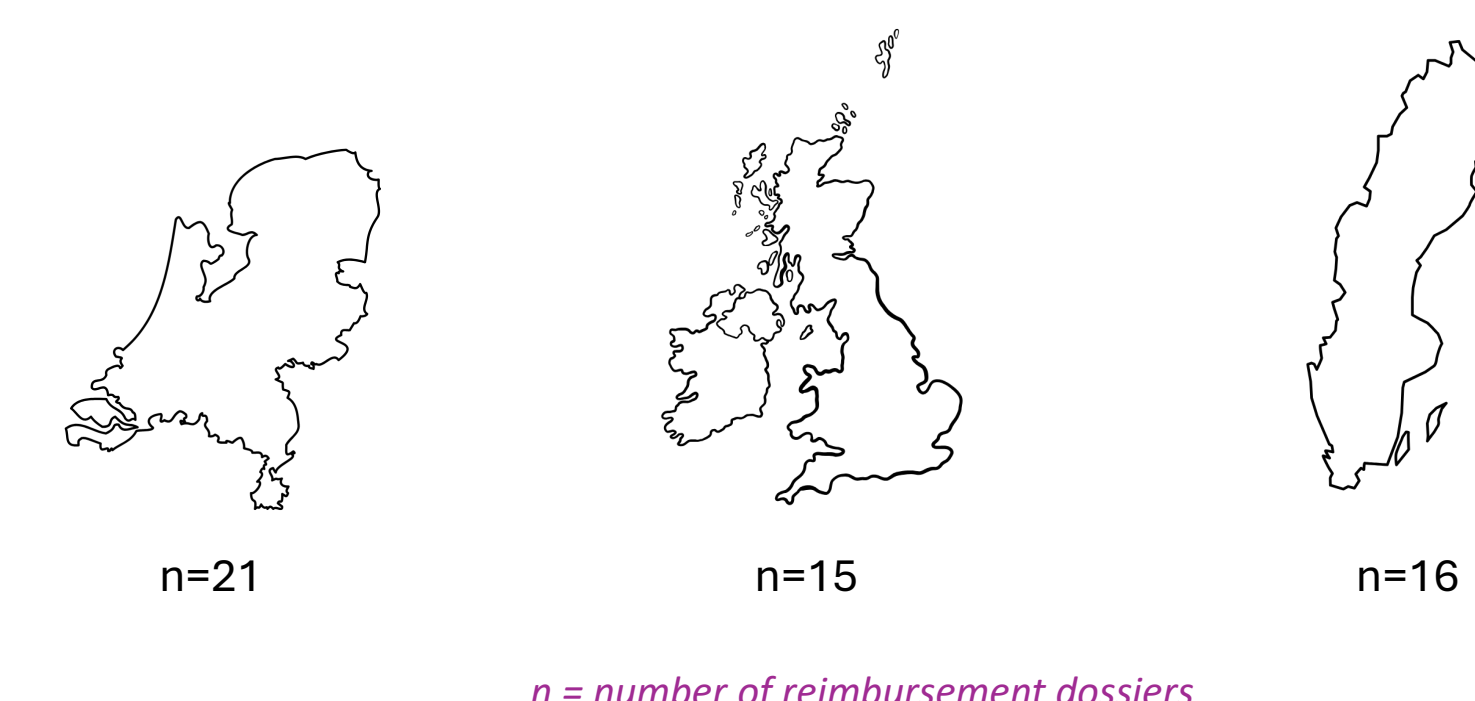 n=21 n=15 n=16
n = number of reimbursement dossiers